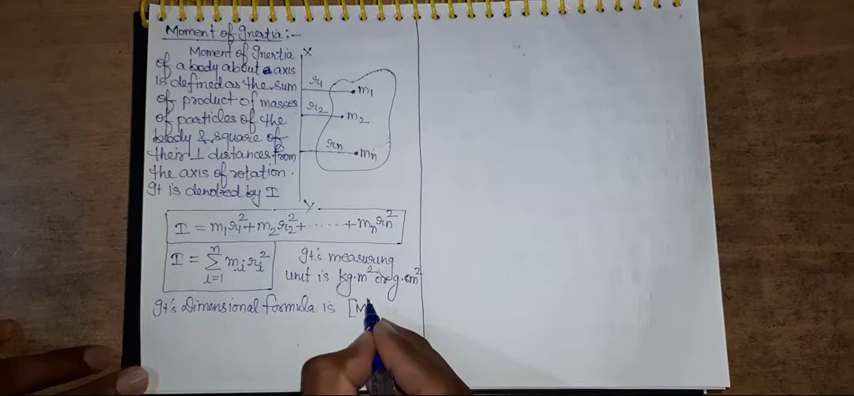 Moment of Inertia :-
Moment of Inertia
of a body about a axis
is defined as the sum
of product of masses
of particles of the
body & square of
their ⊥ distances from
the axis of rotation.
It is denoted by I
X
r1 m1
r2 m2
rn mn
Y
I = m1r1² + m2r2² + ...... + mnrn²
I = Σ mi ri²
n
i=1
It's measuring
unit is kg.m² or g.cm²
It's Dimensional formula is [M